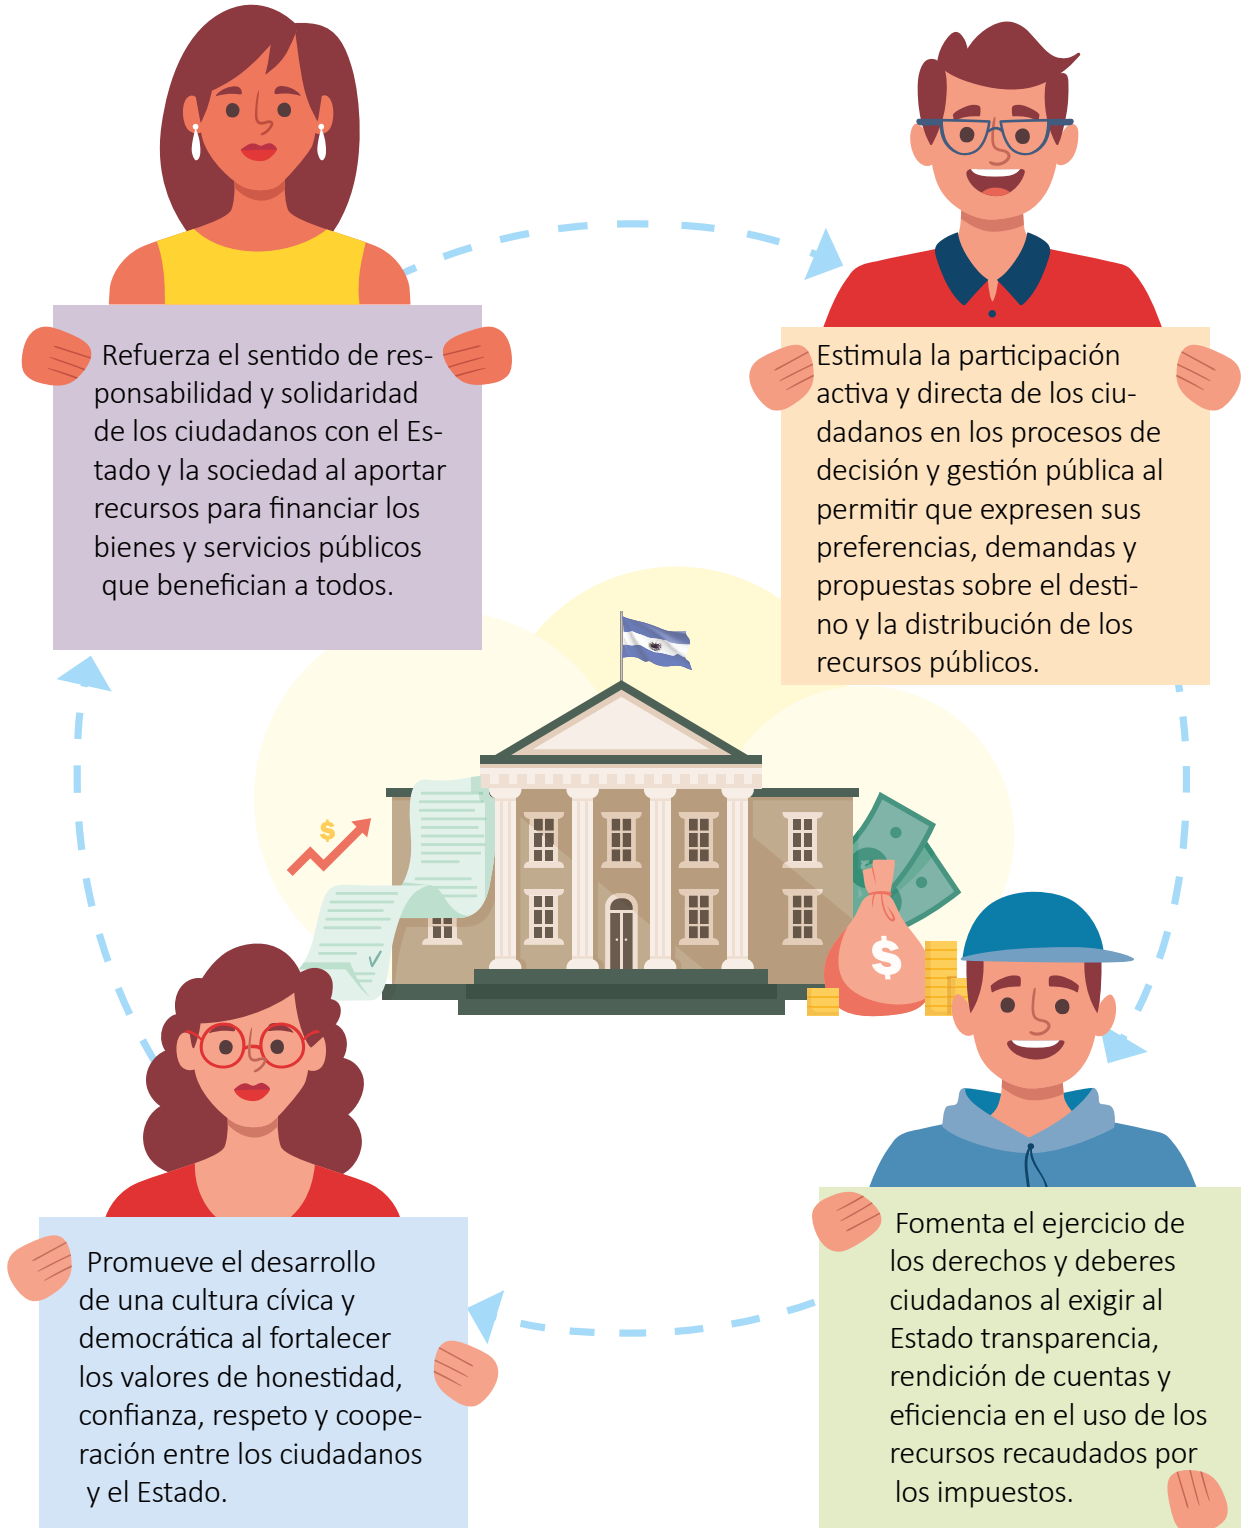 Refuerza el sentido de res-
ponsabilidad y solidaridad
de los ciudadanos con el Es-
tado y la sociedad al aportar
recursos para financiar los
bienes y servicios públicos
que benefician a todos.
Estimula la participación
activa y directa de los ciu-
dadanos en los procesos de
decisión y gestión pública al
permitir que expresen sus
preferencias, demandas y
propuestas sobre el desti-
no y la distribución de los
recursos públicos.
$
$
Fomenta el ejercicio de
los derechos y deberes
ciudadanos al exigir al
Estado transparencia,
rendición de cuentas y
eficiencia en el uso de los
recursos recaudados por
los impuestos.
Promueve el desarrollo
de una cultura cívica y
democrática al fortalecer
los valores de honestidad,
confianza, respeto y coope-
ración entre los ciudadanos
y el Estado.